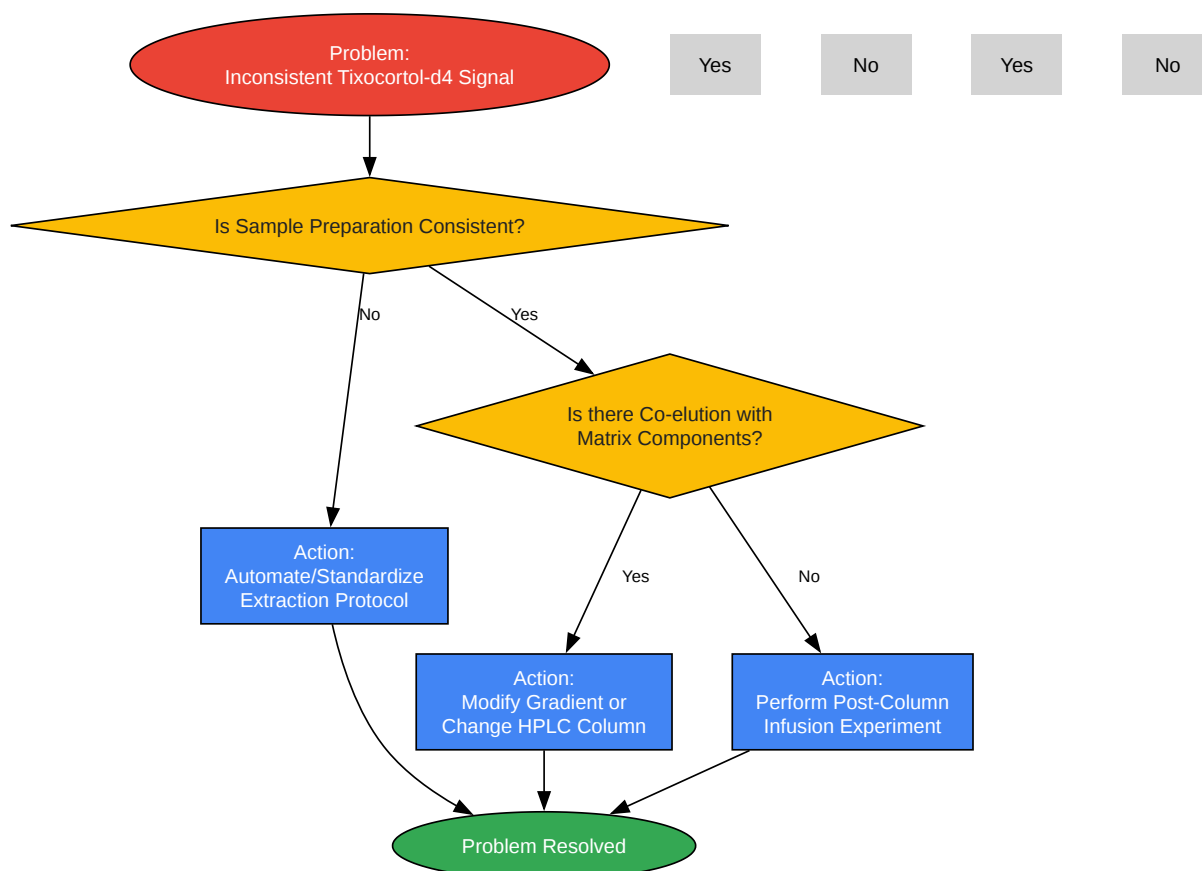 Problem:
Inconsistent Tixocortol-d4 Signal
Yes
No
Yes
No
Is Sample Preparation Consistent?
No
Yes
Is there Co-elution with
Matrix Components?
Action:
Automate/Standardize
Extraction Protocol
Yes
No
Action:
Modify Gradient or
Change HPLC Column
Action:
Perform Post-Column
Infusion Experiment
Problem Resolved